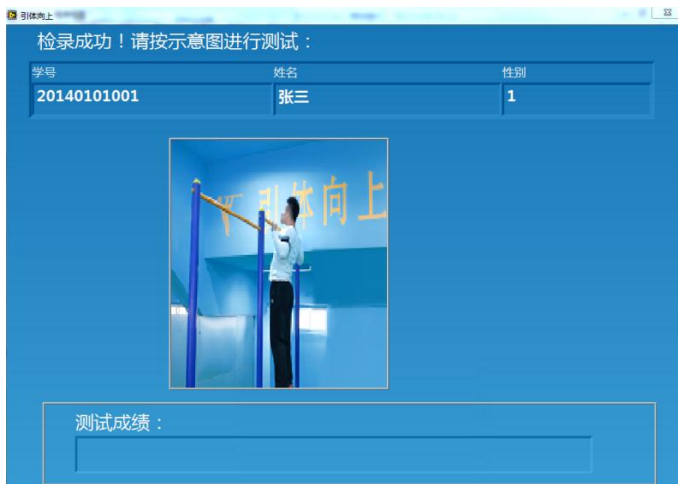 引体向上
检录成功！请按示意图进行测试：
学号 姓名 性别
20140101001 张三 1
引体向上
测试成绩：